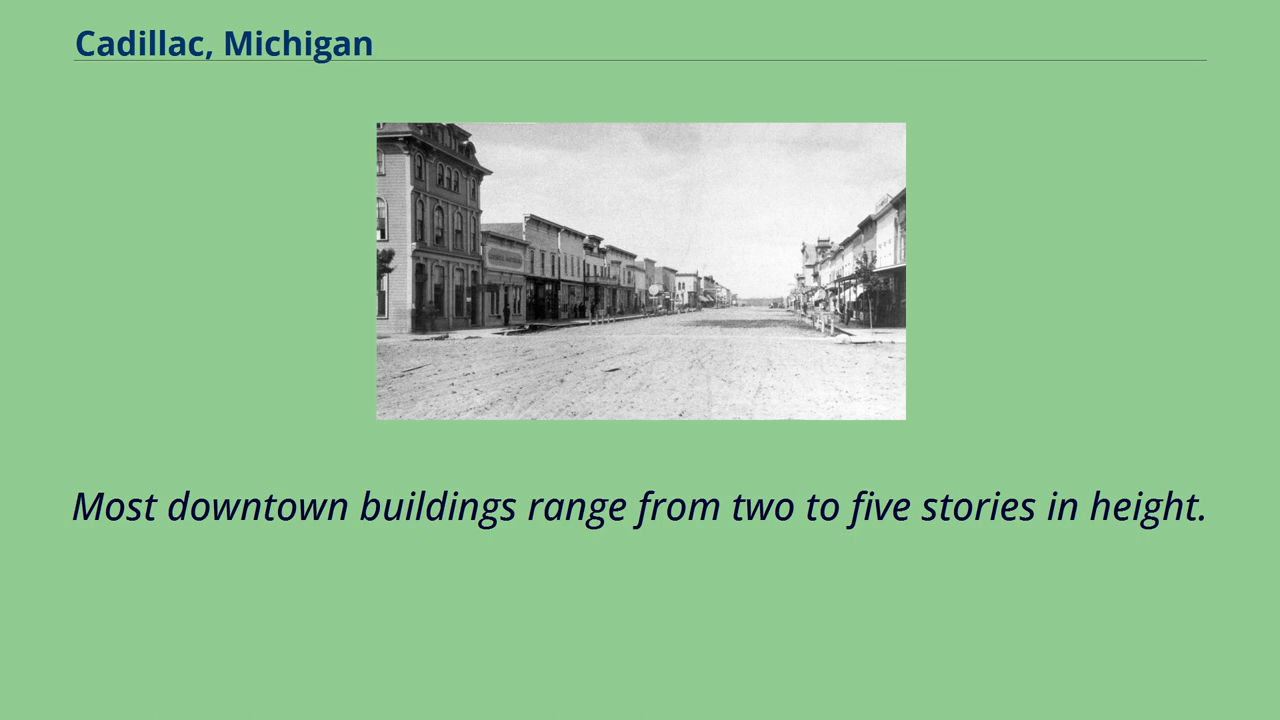 Cadillac, Michigan
Most downtown buildings range from two to five stories in height.